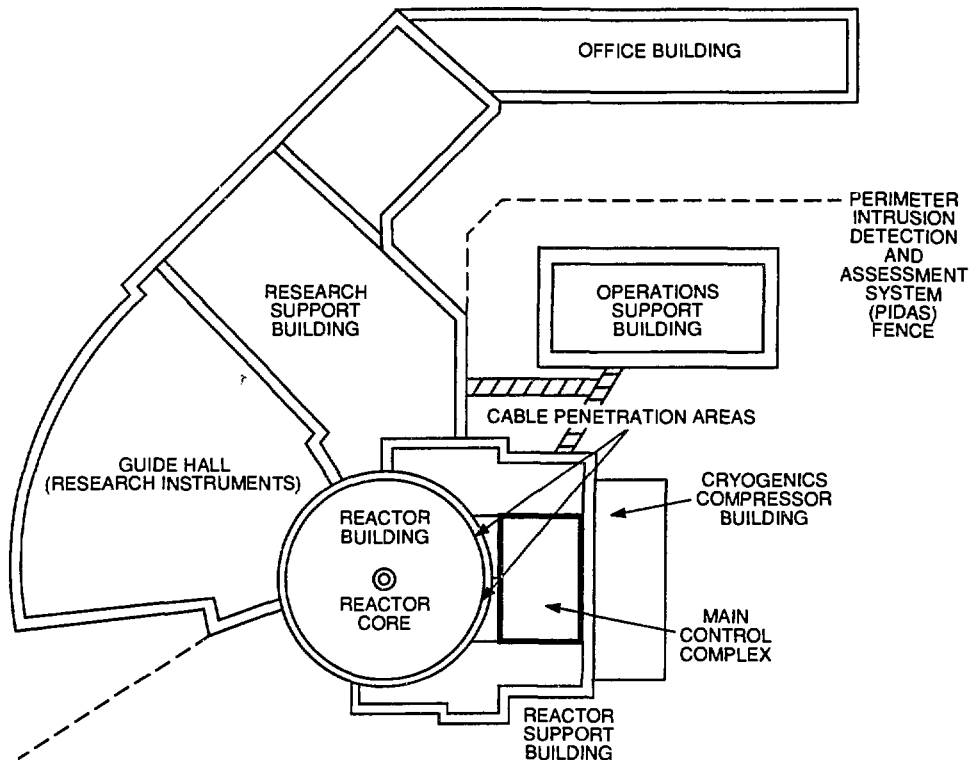 OFFICE BUILDING
PERIMETER
INTRUSION
DETECTION
AND
ASSESSMENT
SYSTEM
(PIDAS)
FENCE
RESEARCH
SUPPORT
BUILDING
OPERATIONS
SUPPORT
BUILDING
CABLE PENETRATION AREAS
GUIDE HALL
(RESEARCH INSTRUMENTS)
CRYOGENICS
COMPRESSOR
BUILDING
REACTOR
BUILDING
REACTOR
CORE
MAIN
CONTROL
COMPLEX
REACTOR
SUPPORT
BUILDING